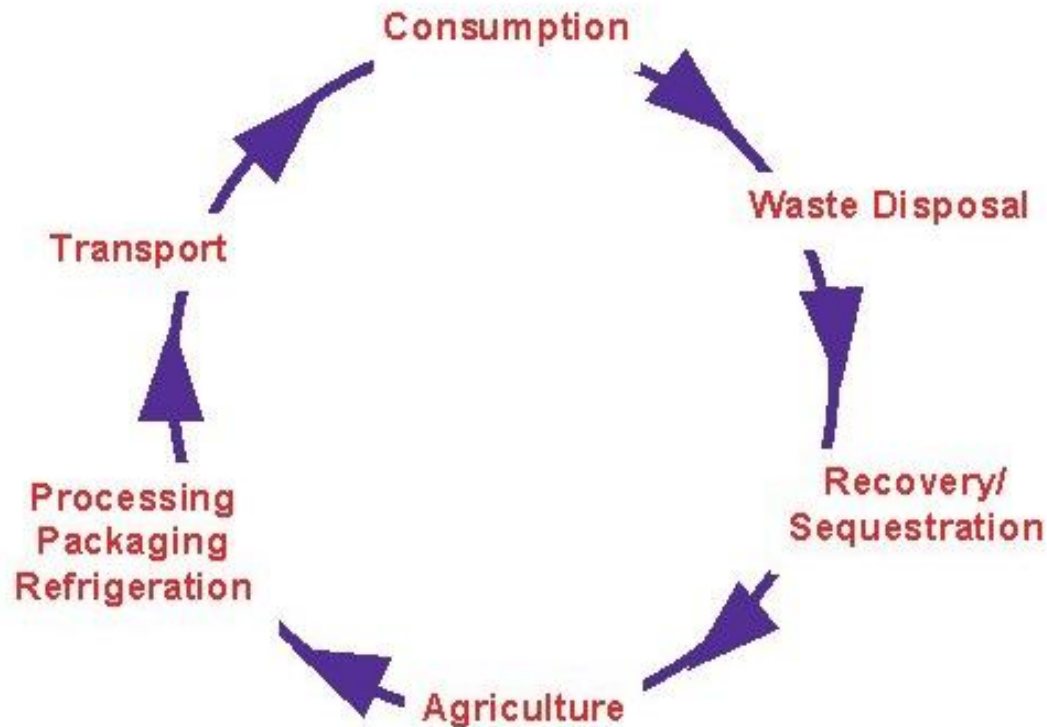 Consumption
Waste Disposal
Transport
Recovery/
Sequestration
Processing
Packaging
Refrigeration
Agriculture